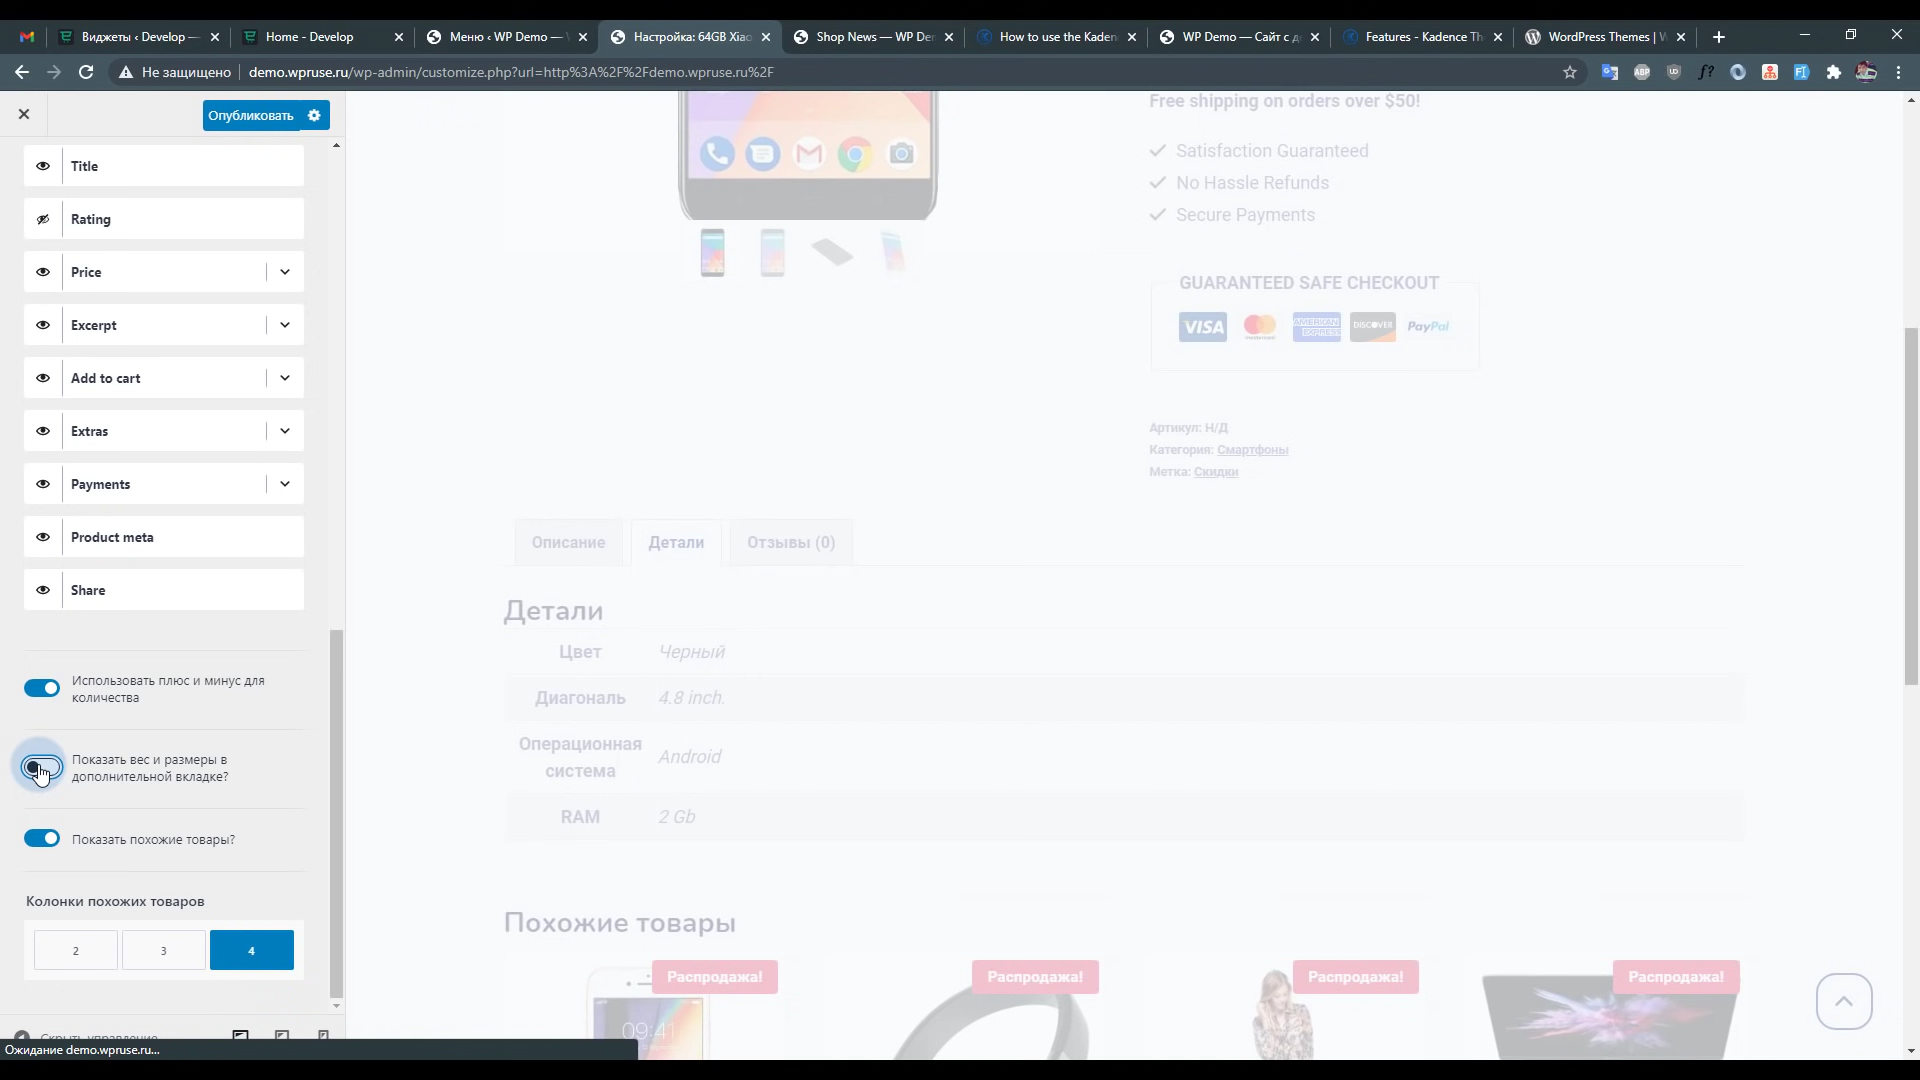 Виджеты ‹ Develop —
Home - Develop
Меню ‹ WP Demo —
Настройка: 64GB Xiao
Shop News — WP De
How to use the Kaden
WP Demo — Сайт с д
Features - Kadence Th
WordPress Themes |
Не защищено
demo.wpruse.ru/wp-admin/customize.php?url=http%3A%2F%2Fdemo.wpruse.ru%2F
Опубликовать
Title
Rating
Price
Excerpt
Add to cart
Extras
Payments
Product meta
Share
Использовать плюс и минус для
количества
Показать вес и размеры в
дополнительной вкладке?
Показать похожие товары?
Колонки похожих товаров
2
3
4
Скрыть управление
Ожидание demo.wpruse.ru...
Free shipping on orders over $50!
Satisfaction Guaranteed
No Hassle Refunds
Secure Payments
GUARANTEED SAFE CHECKOUT
VISA
AMERICAN EXPRESS
DISCOVER
PayPal
Артикул: Н/Д
Категория: Смартфоны
Метка: Скидки
Описание
Детали
Отзывы (0)
Детали
Цвет Черный
Диагональ 4.8 inch.
Операционная
система
Android
RAM 2 Gb
Похожие товары
Распродажа!
Распродажа!
Распродажа!
Распродажа!
09:41